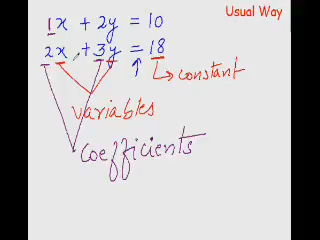 Usual Way
1x + 2y = 10
2x + 3y = 18
constant
variables
coefficients